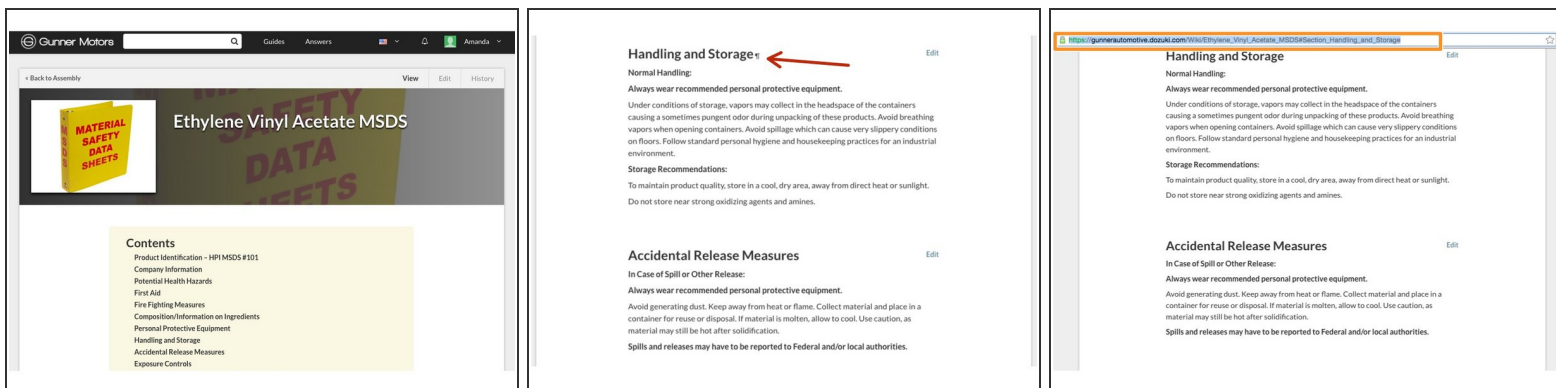 Gunner Motors
Guides
Answers
Amanda
< Back to Assembly
View
Edit
History
MATERIAL
SAFETY
DATA
SHEETS
MSDS
Ethylene Vinyl Acetate MSDS
Contents
Product Identification – HPI MSDS #101
Company Information
Potential Health Hazards
First Aid
Fire Fighting Measures
Composition/Information on Ingredients
Personal Protective Equipment
Handling and Storage
Accidental Release Measures
Exposure Controls
Handling and Storage¶
Edit
Normal Handling:
Always wear recommended personal protective equipment.
Under conditions of storage, vapors may collect in the headspace of the containers
causing a sometimes pungent odor during unpacking of these products. Avoid breathing
vapors when opening containers. Avoid spillage which can cause very slippery conditions
on floors. Follow standard personal hygiene and housekeeping practices for an industrial
environment.
Storage Recommendations:
To maintain product quality, store in a cool, dry area, away from direct heat or sunlight.
Do not store near strong oxidizing agents and amines.
Accidental Release Measures
Edit
In Case of Spill or Other Release:
Always wear recommended personal protective equipment.
Avoid generating dust. Keep away from heat or flame. Collect material and place in a
container for reuse or disposal. If material is molten, allow to cool. Use caution, as
material may still be hot after solidification.
Spills and releases may have to be reported to Federal and/or local authorities.
https://gunnerautomotive.dozuki.com/Wiki/Ethylene_Vinyl_Acetate_MSDS#Section_Handling_and_Storage
Handling and Storage
Edit
Normal Handling:
Always wear recommended personal protective equipment.
Under conditions of storage, vapors may collect in the headspace of the containers
causing a sometimes pungent odor during unpacking of these products. Avoid breathing
vapors when opening containers. Avoid spillage which can cause very slippery conditions
on floors. Follow standard personal hygiene and housekeeping practices for an industrial
environment.
Storage Recommendations:
To maintain product quality, store in a cool, dry area, away from direct heat or sunlight.
Do not store near strong oxidizing agents and amines.
Accidental Release Measures
Edit
In Case of Spill or Other Release:
Always wear recommended personal protective equipment.
Avoid generating dust. Keep away from heat or flame. Collect material and place in a
container for reuse or disposal. If material is molten, allow to cool. Use caution, as
material may still be hot after solidification.
Spills and releases may have to be reported to Federal and/or local authorities.